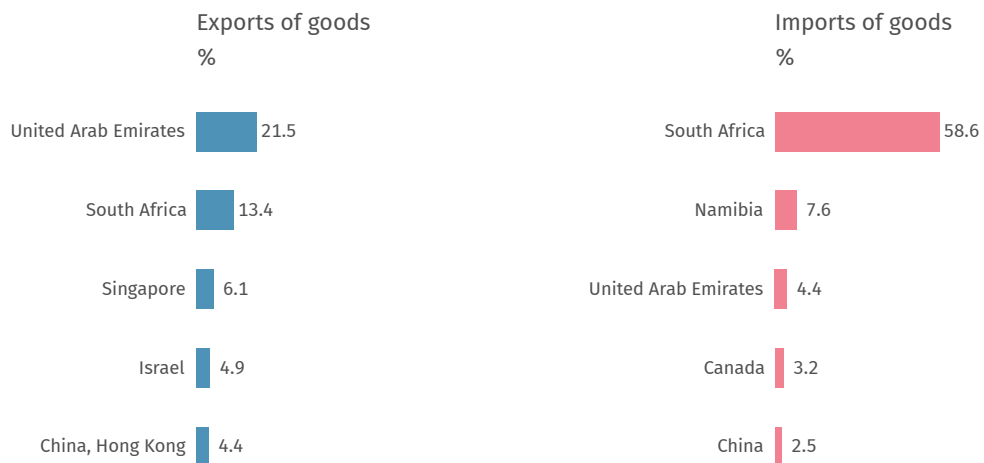 Exports of goods
%
United Arab Emirates 21.5
South Africa 13.4
Singapore 6.1
Israel 4.9
China, Hong Kong 4.4
Imports of goods
%
South Africa 58.6
Namibia 7.6
United Arab Emirates 4.4
Canada 3.2
China 2.5